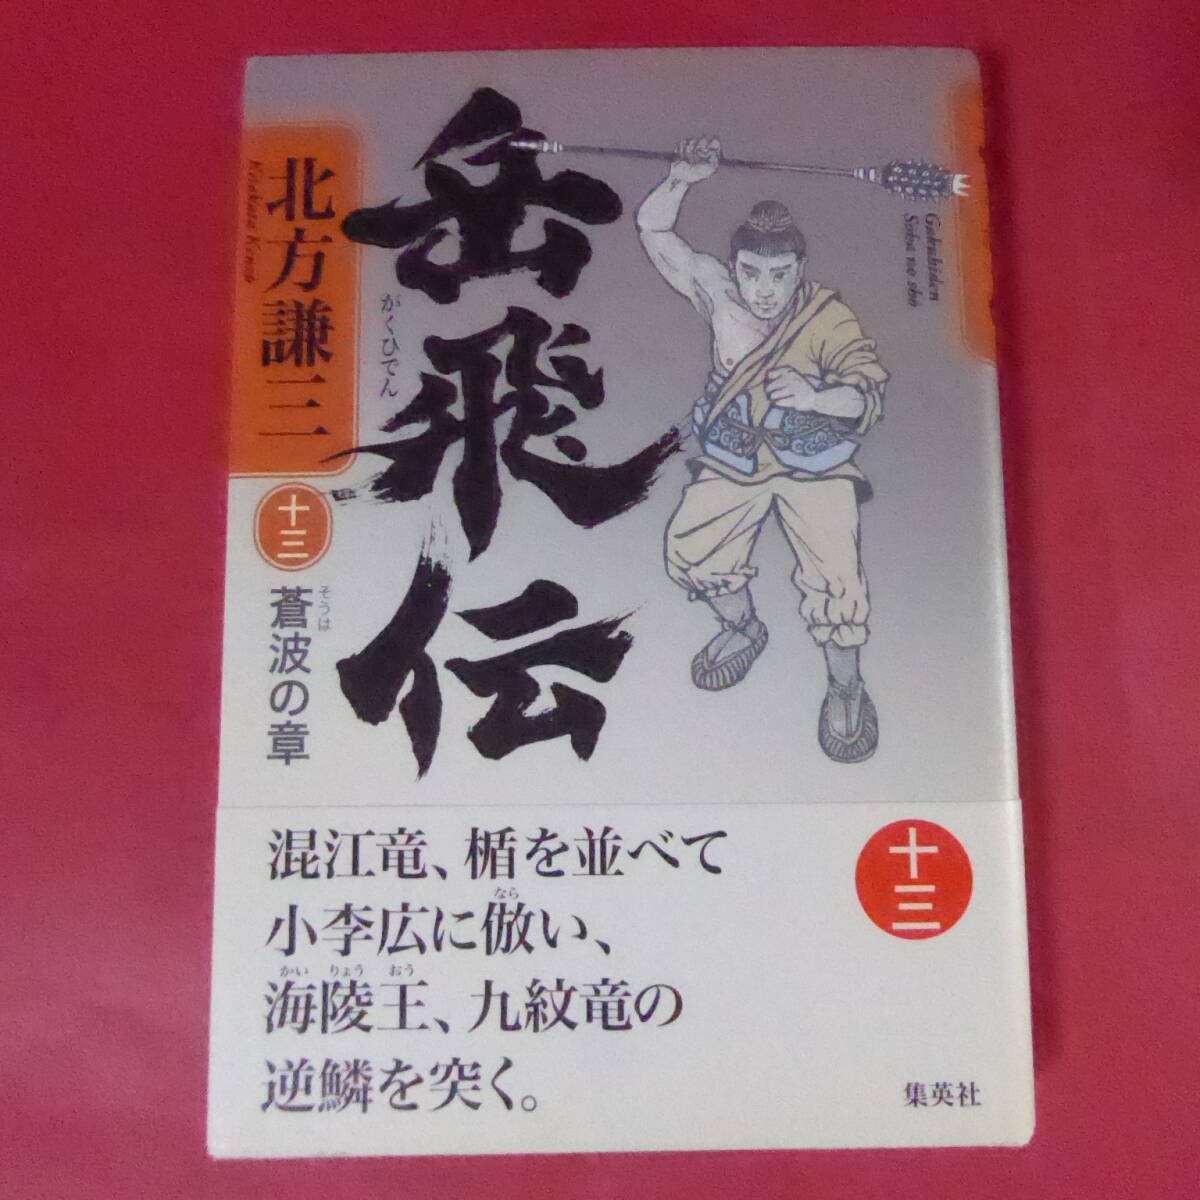 岳飛伝
がくひでん
北方謙三
Kitakata Kenzo
Gakuhiden
Soha no shō
十三
蒼波の章
そうは
混江竜、楯を並べて
小李広に倣い、
なら
海陵王、九紋竜の
かい りょう おう
逆鱗を突く。
十三
集英社